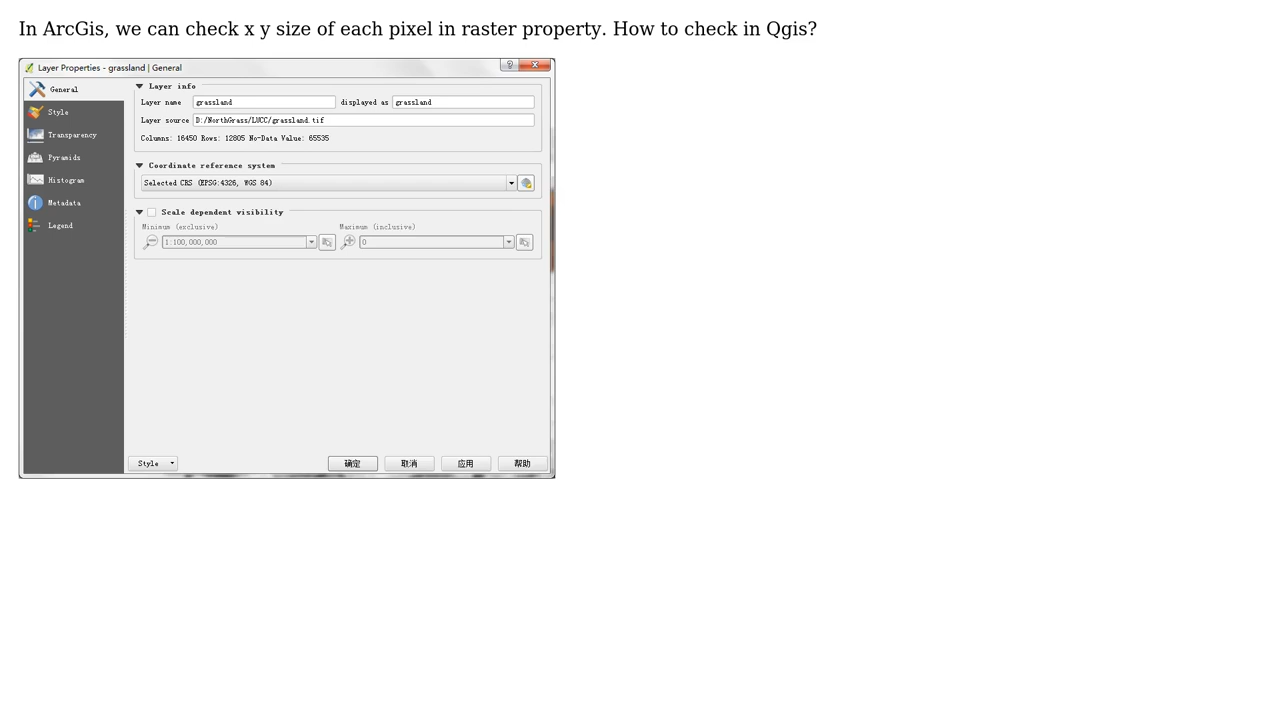 In ArcGis, we can check x y size of each pixel in raster property. How to check in Qgis?
Layer Properties - grassland | General
General
Style
Transparency
Pyramids
Histogram
Metadata
Legend
Layer info
Layer name grassland displayed as grassland
Layer source D:/NorthGrass/LUCC/grassland.tif
Columns: 16450 Rows: 12805 No-Data Value: 65535
Coordinate reference system
Selected CRS (EPSG:4326, WGS 84)
Scale dependent visibility
Minimum (exclusive) Maximum (inclusive)
1:100,000,000 0
Style 确定 取消 应用 帮助